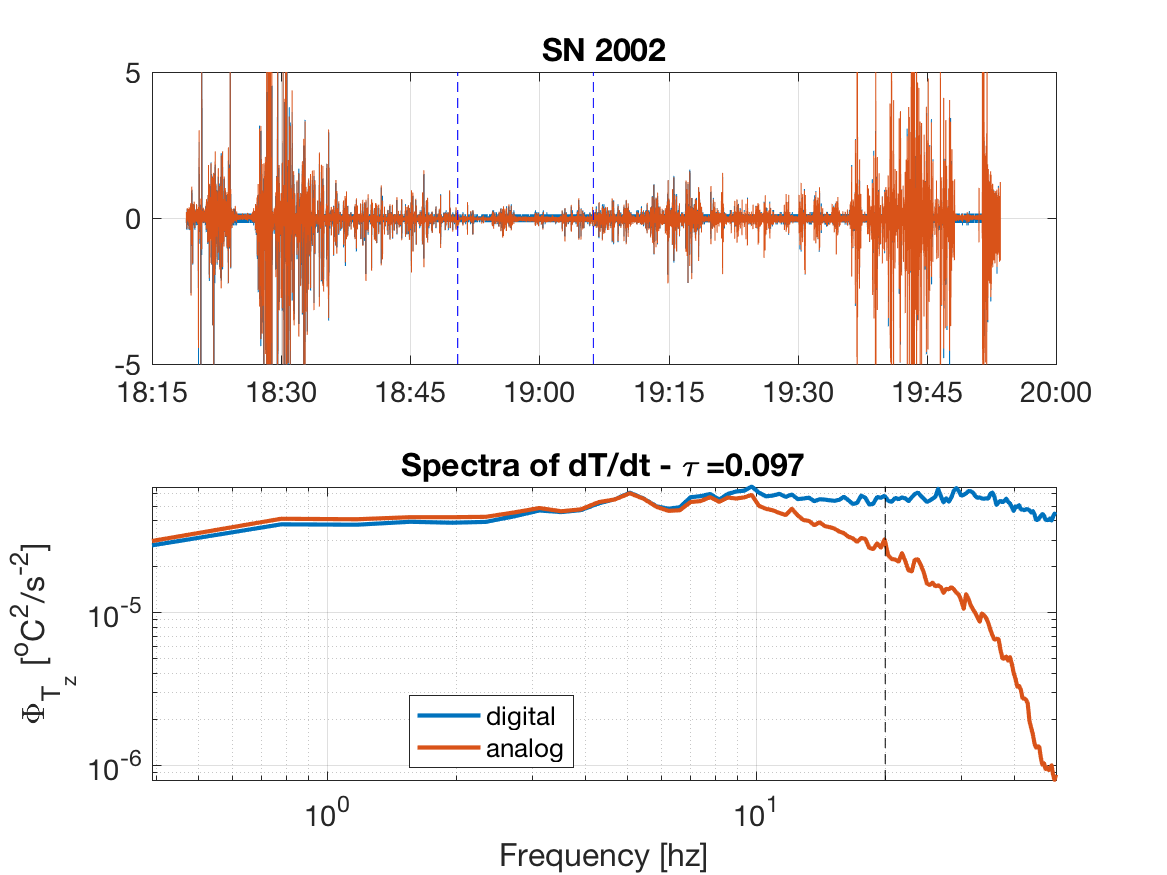 SN 2002
5
0
-5
18:15 18:30 18:45 19:00 19:15 19:30 19:45 20:00
Spectra of dT/dt - τ =0.097
Φ_{T_z} [°C²/s⁻²]
10⁻⁵
10⁻⁶
digital
analog
10⁰ 10¹
Frequency [hz]